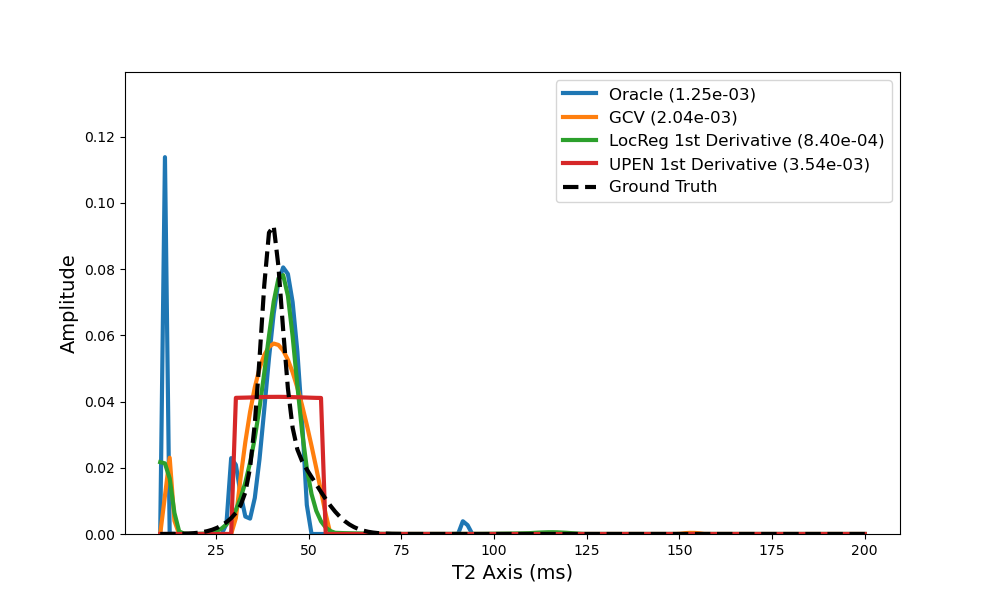 Oracle (1.25e-03)
GCV (2.04e-03)
LocReg 1st Derivative (8.40e-04)
UPEN 1st Derivative (3.54e-03)
Ground Truth
0.12
0.10
0.08
0.06
0.04
0.02
0.00
Amplitude
25 50 75 100 125 150 175 200
T2 Axis (ms)